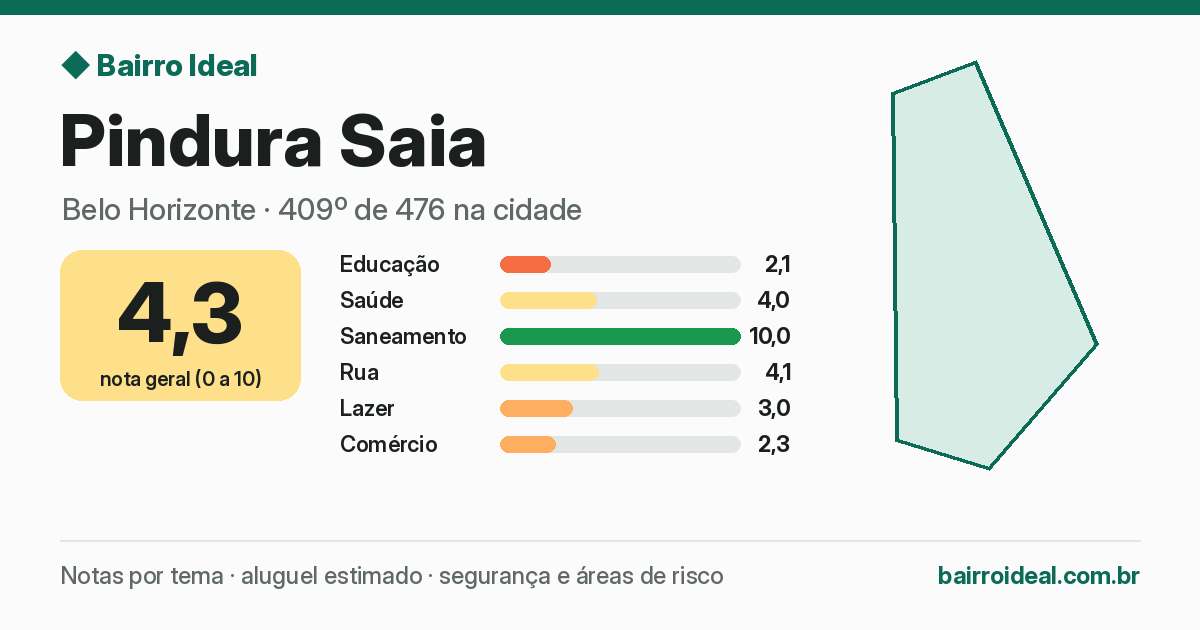 Bairro Ideal
Pindura Saia
Belo Horizonte · 409º de 476 na cidade
4,3
nota geral (0 a 10)
Educação 2,1
Saúde 4,0
Saneamento 10,0
Rua 4,1
Lazer 3,0
Comércio 2,3
Notas por tema · aluguel estimado · segurança e áreas de risco
bairroideal.com.br